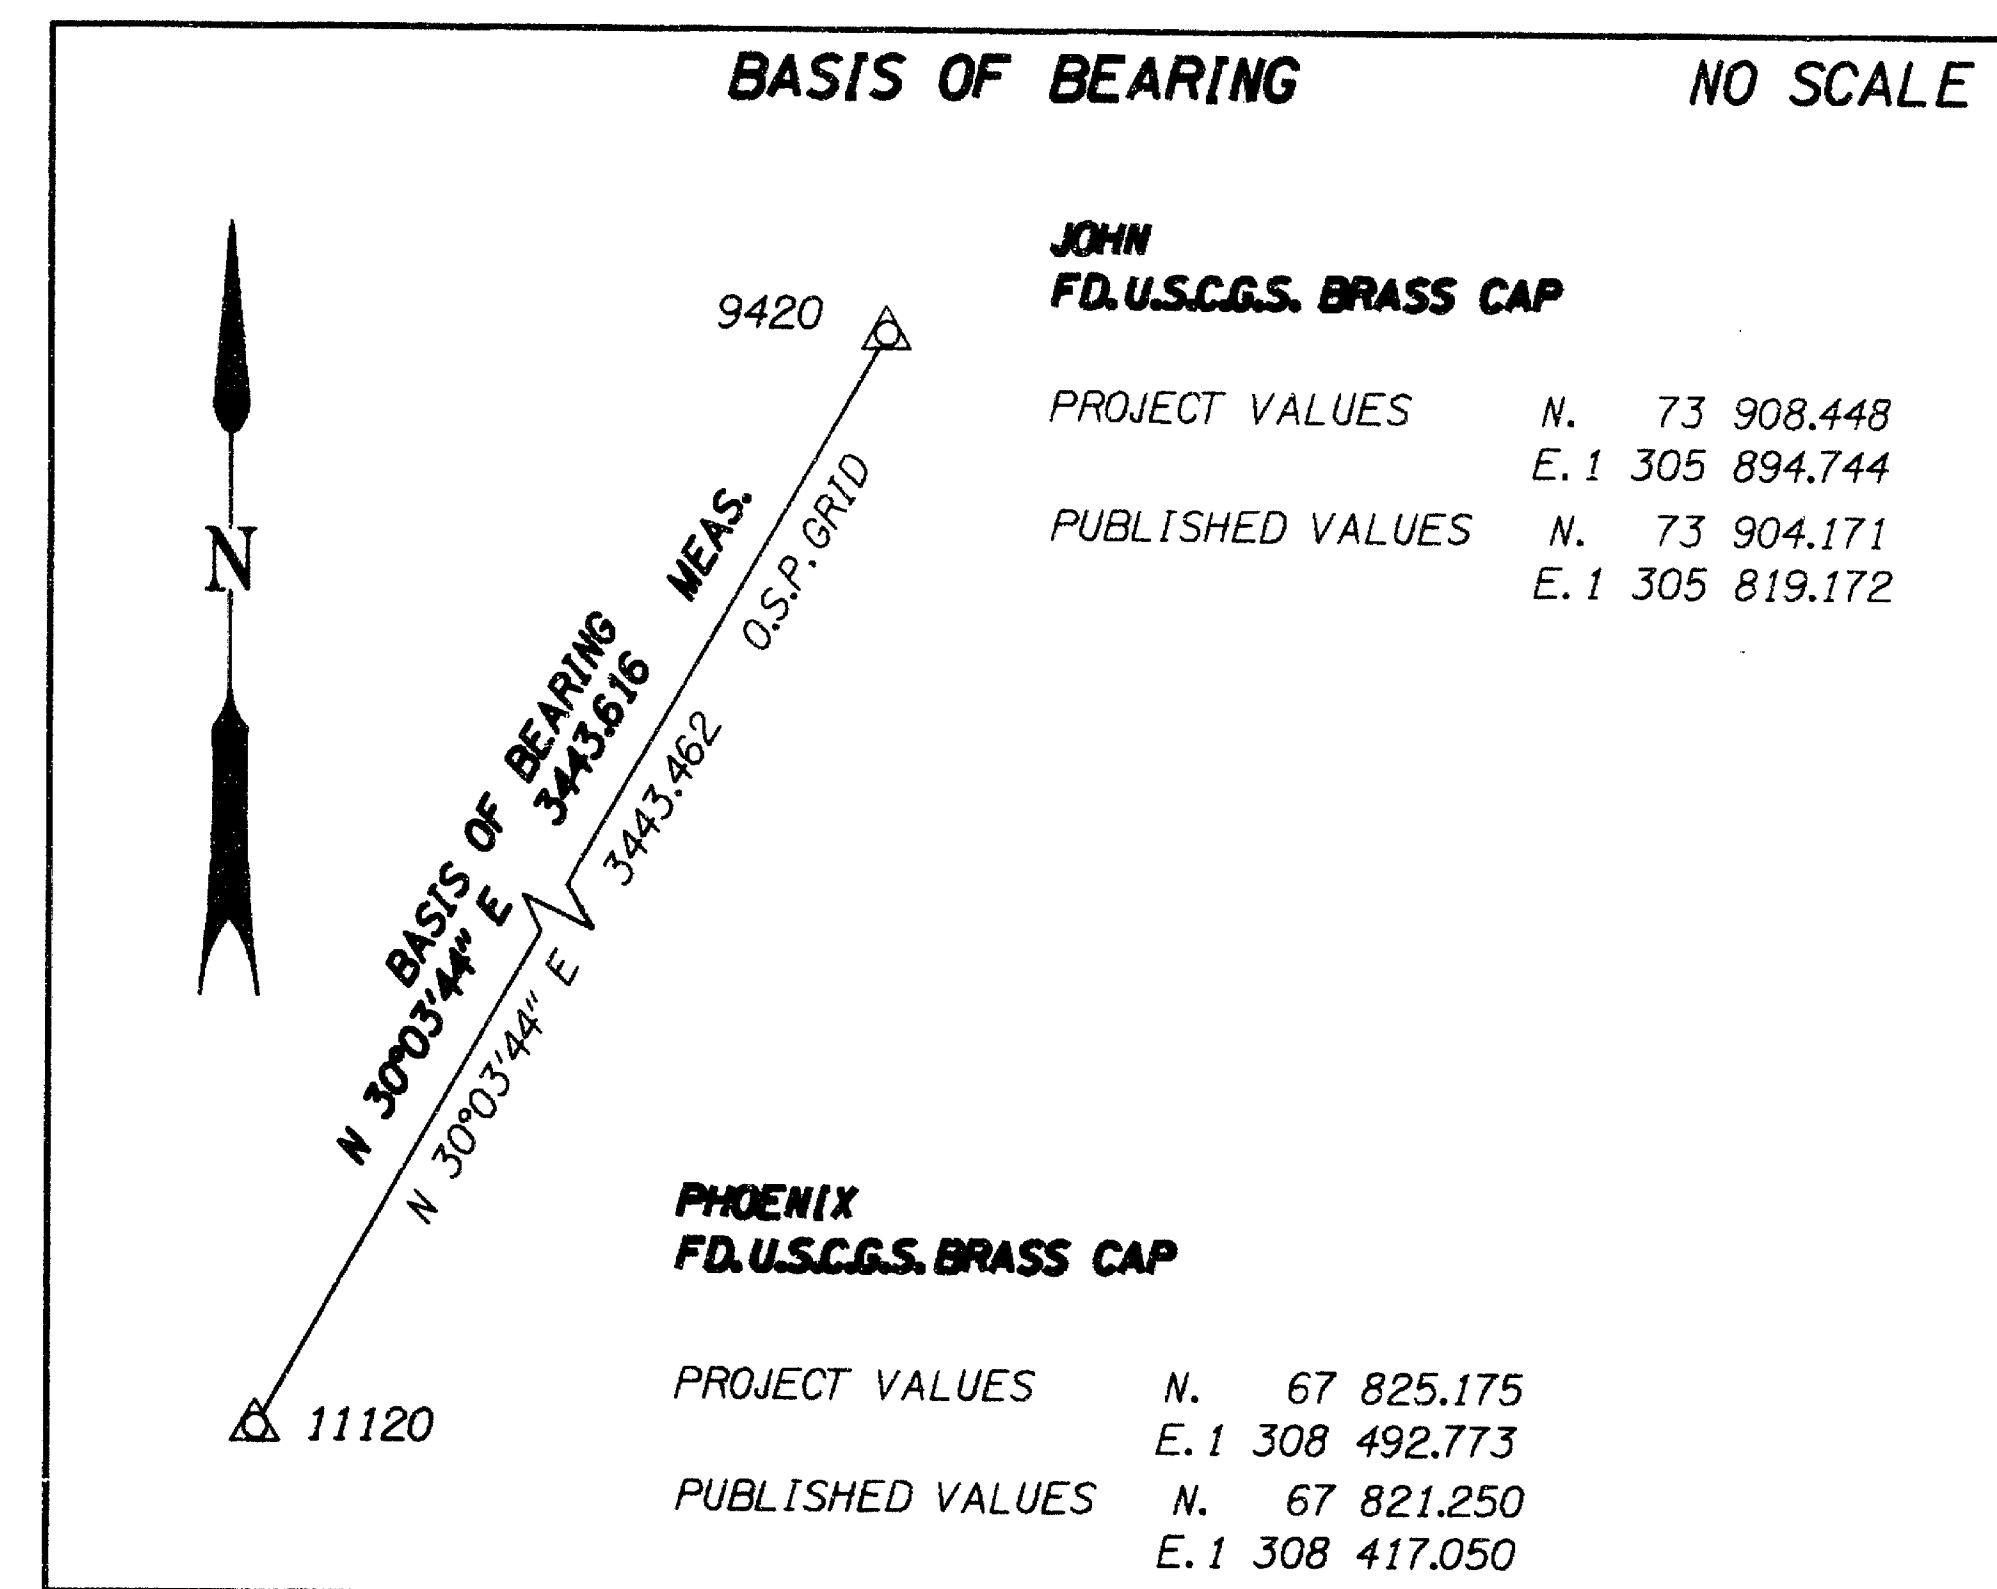 BASIS OF BEARING NO SCALE
N
9420
JOHN
FD. U.S.C.G.S. BRASS CAP
PROJECT VALUES N. 73 908.448
E. 1 305 894.744
PUBLISHED VALUES N. 73 904.171
E. 1 305 819.172
BASIS OF BEARING
N 30°03'44" E 3443.616 MEAS.
N 30°03'44" E 3443.462 O.S.P. GRID
PHOENIX
FD. U.S.C.G.S. BRASS CAP
11120
PROJECT VALUES N. 67 825.175
E. 1 308 492.773
PUBLISHED VALUES N. 67 821.250
E. 1 308 417.050